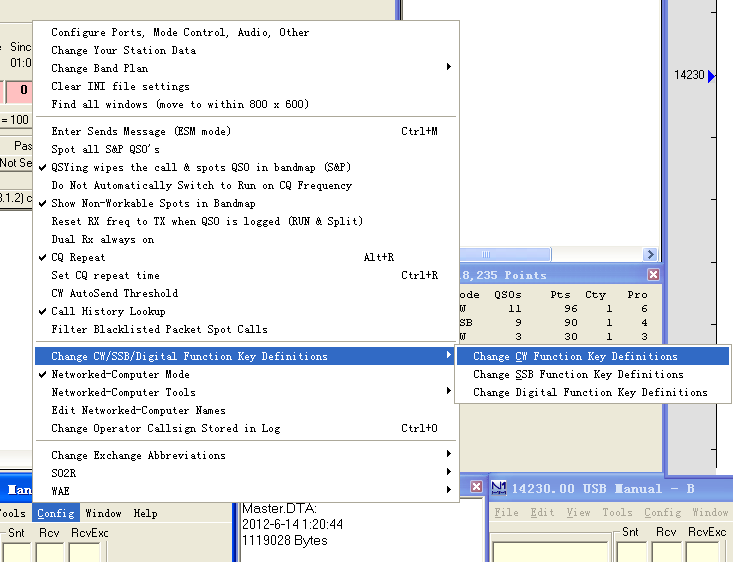 Configure Ports, Mode Control, Audio, Other
Change Your Station Data
Change Band Plan
Clear INI file settings
Find all windows (move to within 800 x 600)
Enter Sends Message (ESM mode) Ctrl+M
Spot all S&P QSO's
QSYing wipes the call & spots QSO in bandmap (S&P)
Do Not Automatically Switch to Run on CQ Frequency
Show Non-Workable Spots in Bandmap
Reset RX freq to TX when QSO is logged (RUN & Split)
Dual Rx always on
CQ Repeat Alt+R
Set CQ repeat time Ctrl+R
CW AutoSend Threshold
Call History Lookup
Filter Blacklisted Packet Spot Calls
Change CW/SSB/Digital Function Key Definitions
Networked-Computer Mode
Networked-Computer Tools
Edit Networked-Computer Names
Change Operator Callsign Stored in Log Ctrl+O
Change Exchange Abbreviations
SO2R
WAE
Change CW Function Key Definitions
Change SSB Function Key Definitions
Change Digital Function Key Definitions
Sinc
01:0
0
= 100
Pas
Not Se
3.1.2) c
14230
8,235 Points
ode QSOs Pts Cty Pro
W 11 96 1 6
SB 9 90 1 4
W 3 30 1 3
Man
ools Config Window Help
Snt Rcv RcvExc
Master.DTA:
2012-6-14 1:20:44
1119028 Bytes
14230.00 USB Manual - B
File Edit View Tools Config Window
Snt Rcv RcvExc